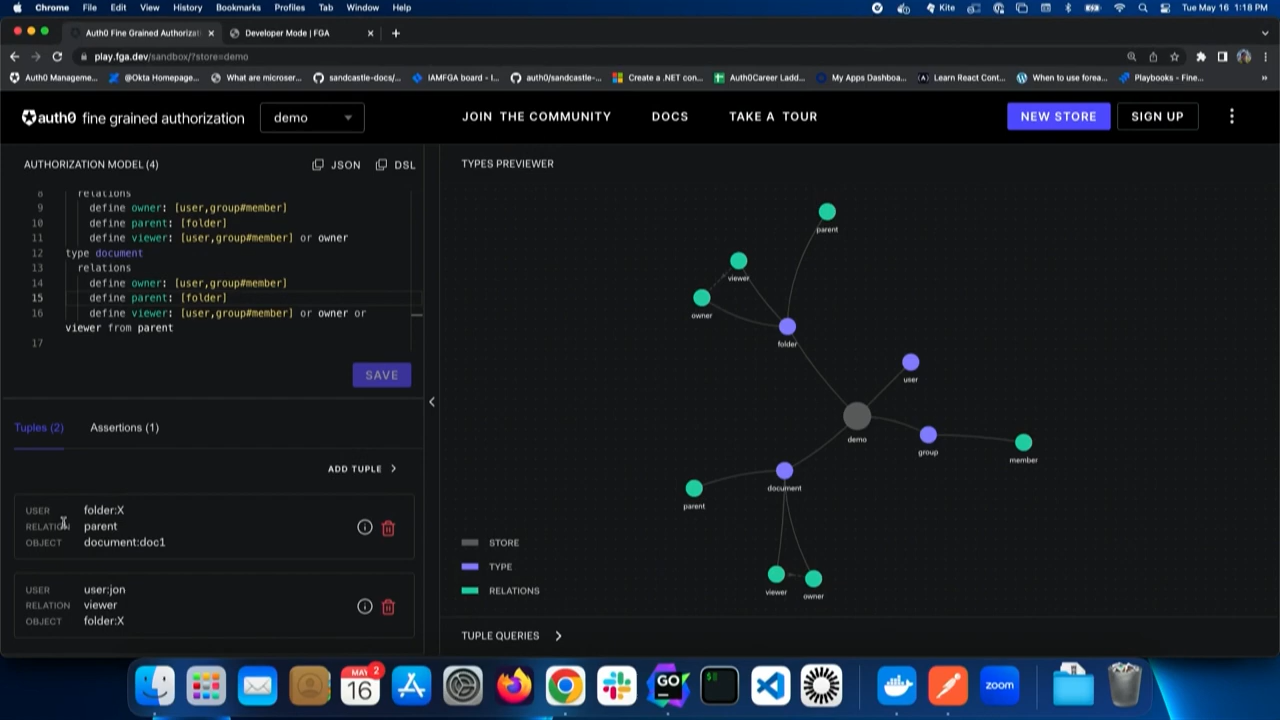 Chrome File Edit View History Bookmarks Profiles Tab Window Help Kite Tue May 16 1:18 PM
Auth0 Fine Grained Authorizati Developer Mode | FGA
play.fga.dev/sandbox/?store=demo
Auth0 Manageme... @Okta Homepage... What are microser... sandcastle-docs/... IAMFGA board - I... auth0/sandcastle-... Create a .NET con... Auth0Career Ladd... My Apps Dashboa... Learn React Cont... When to use forea... Playbooks - Fine...
auth0 fine grained authorization demo JOIN THE COMMUNITY DOCS TAKE A TOUR NEW STORE SIGN UP
AUTHORIZATION MODEL (4) JSON DSL
8 relations
9 define owner: [user,group#member]
10 define parent: [folder]
11 define viewer: [user,group#member] or owner
12 type document
13 relations
14 define owner: [user,group#member]
15 define parent: [folder]
16 define viewer: [user,group#member] or owner or
viewer from parent
17
SAVE
Tuples (2) Assertions (1)
ADD TUPLE
USER folder:X
RELATION parent
OBJECT document:doc1
USER user:jon
RELATION viewer
OBJECT folder:X
TYPES PREVIEWER
parent
viewer
owner
folder
user
demo
group
member
document
parent
viewer
owner
STORE
TYPE
RELATIONS
TUPLE QUERIES
MAY
16
2
GO
zoom